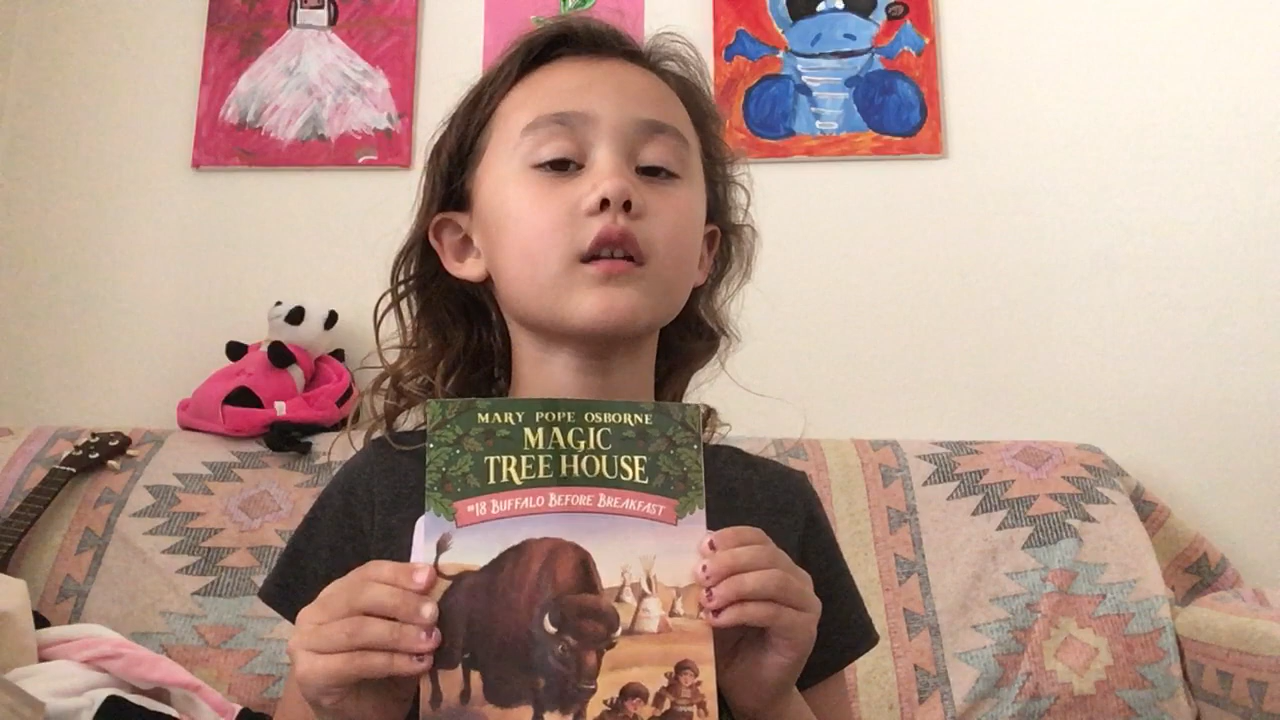 MARY POPE OSBORNE
MAGIC
TREE HOUSE
#18 BUFFALO BEFORE BREAKFAST